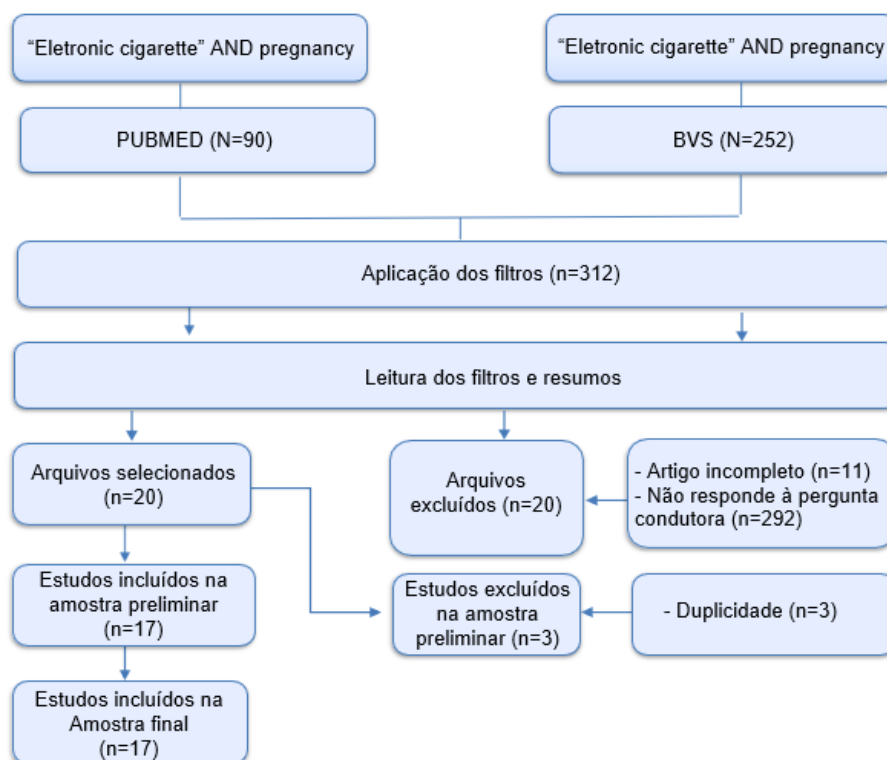 “Eletronic cigarette” AND pregnancy
“Eletronic cigarette” AND pregnancy
PUBMED (N=90)
BVS (N=252)
Aplicação dos filtros (n=312)
Leitura dos filtros e resumos
Arquivos selecionados
(n=20)
Arquivos
excluídos (n=20)
- Artigo incompleto (n=11)
- Não responde à pergunta
condutora (n=292)
Estudos incluídos na
amostra preliminar
(n=17)
Estudos excluídos
na amostra
preliminar (n=3)
- Duplicidade (n=3)
Estudos incluídos na
Amostra final
(n=17)